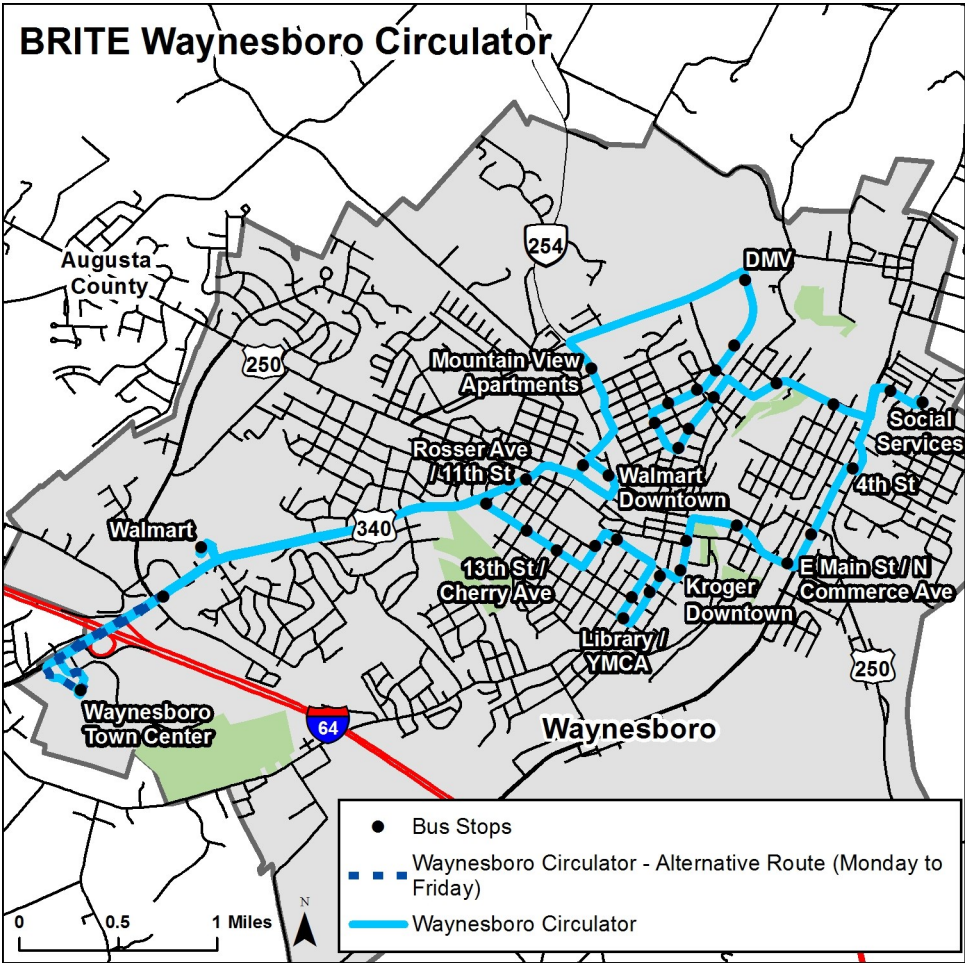 BRITE Waynesboro Circulator
254
DMV
Augusta
County
250
Mountain View
Apartments
Social
Services
Rosser Ave
/ 11th St
Walmart
Downtown
4th St
340
Walmart
13th St /
Cherry Ave
E Main St / N
Commerce Ave
Kroger
Downtown
Library /
YMCA
250
Waynesboro
Town Center
64
Waynesboro
Bus Stops
Waynesboro Circulator - Alternative Route (Monday to
Friday)
Waynesboro Circulator
N
0 0.5 1 Miles